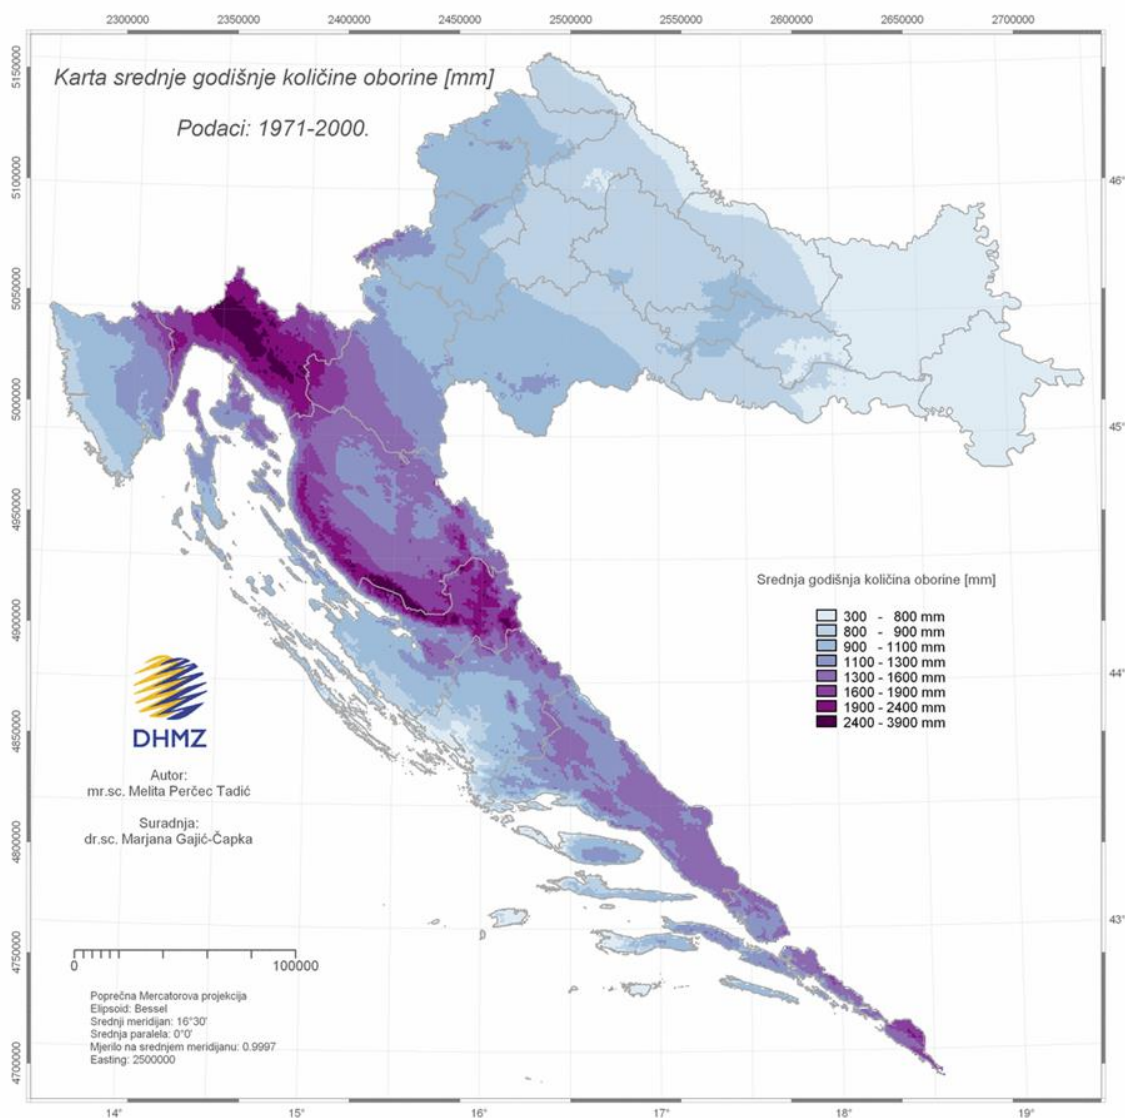 2300000 2350000 2400000 2450000 2500000 2550000 2600000 2650000 2700000
Karta srednje godišnje količine oborine [mm]
Podaci: 1971-2000.
5150000
5100000
5050000
5000000
4950000
4900000
4850000
4800000
4750000
4700000
46°
45°
44°
43°
Srednja godišnja količina oborine [mm]
300 - 800 mm
800 - 900 mm
900 - 1100 mm
1100 - 1300 mm
1300 - 1600 mm
1600 - 1900 mm
1900 - 2400 mm
2400 - 3900 mm
DHMZ
Autor:
mr.sc. Melita Perčec Tadić
Suradnja:
dr.sc. Marjana Gajić-Čapka
0 100000
Poprečna Mercatorova projekcija
Elipsoid: Bessel
Srednji meridijan: 16°30'
Srednja paralela: 0°0'
Mjerilo na srednjem meridijanu: 0.9997
Easting: 2500000
14° 15° 16° 17° 18° 19°